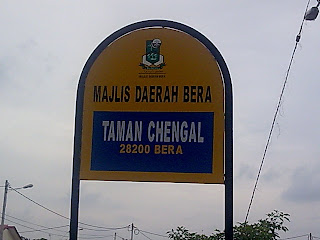 MAJLIS DAERAH BERA
TAMAN CHENGAL
28200 BERA